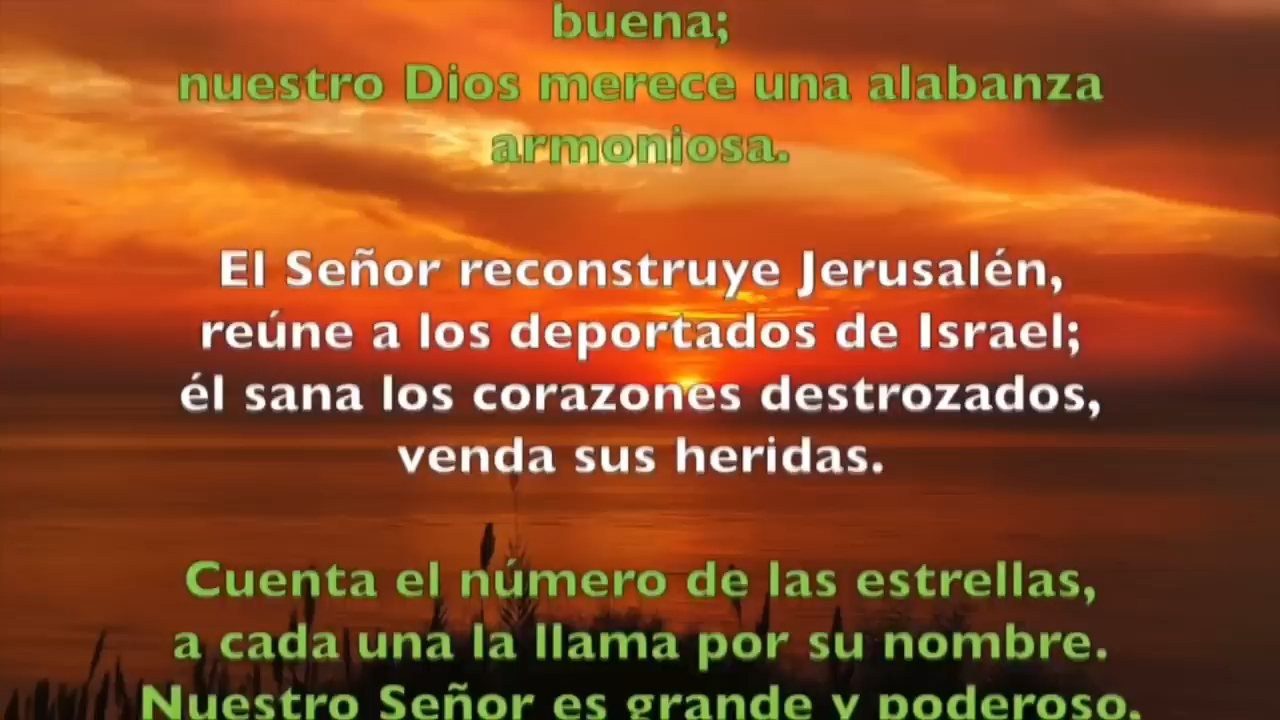 buena;
nuestro Dios merece una alabanza
armoniosa.
El Señor reconstruye Jerusalén,
reúne a los deportados de Israel;
él sana los corazones destrozados,
venda sus heridas.
Cuenta el número de las estrellas,
a cada una la llama por su nombre.
Nuestro Señor es grande y poderoso,